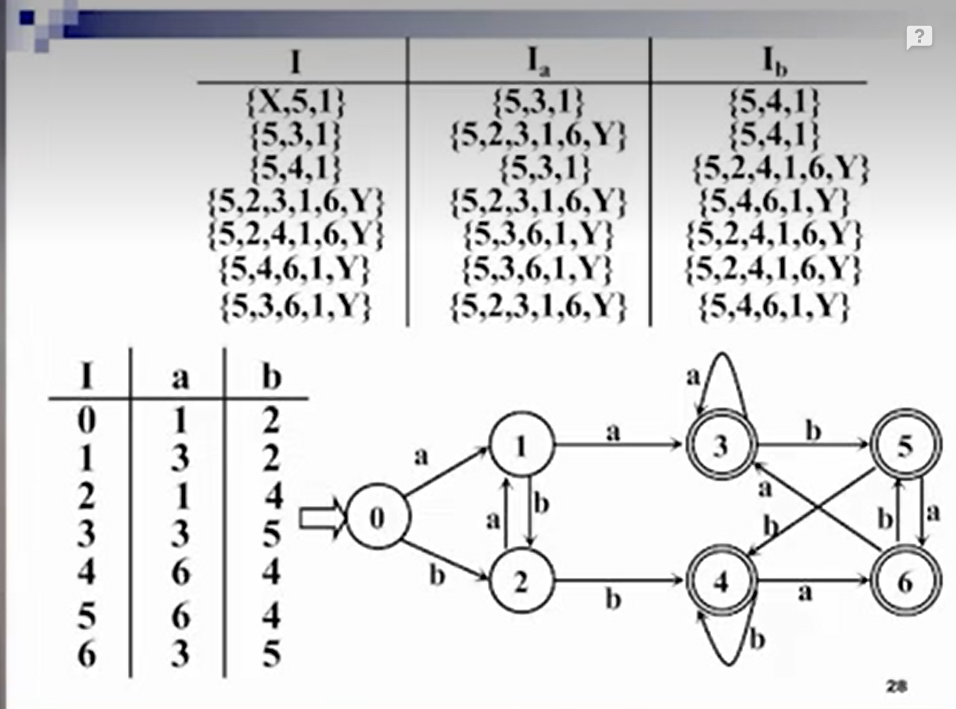 ?
I Iₐ I_b
{X,5,1} {5,3,1} {5,4,1}
{5,3,1} {5,2,3,1,6,Y} {5,4,1}
{5,4,1} {5,3,1} {5,2,4,1,6,Y}
{5,2,3,1,6,Y} {5,2,3,1,6,Y} {5,4,6,1,Y}
{5,2,4,1,6,Y} {5,3,6,1,Y} {5,2,4,1,6,Y}
{5,4,6,1,Y} {5,3,6,1,Y} {5,2,4,1,6,Y}
{5,3,6,1,Y} {5,2,3,1,6,Y} {5,4,6,1,Y}
I a b
0 1 2
1 3 2
2 1 4
3 3 5
4 6 4
5 6 4
6 3 5
a
a 1 a 3 b 5
0 a b a b b a
b 2 b 4 a 6
b
28